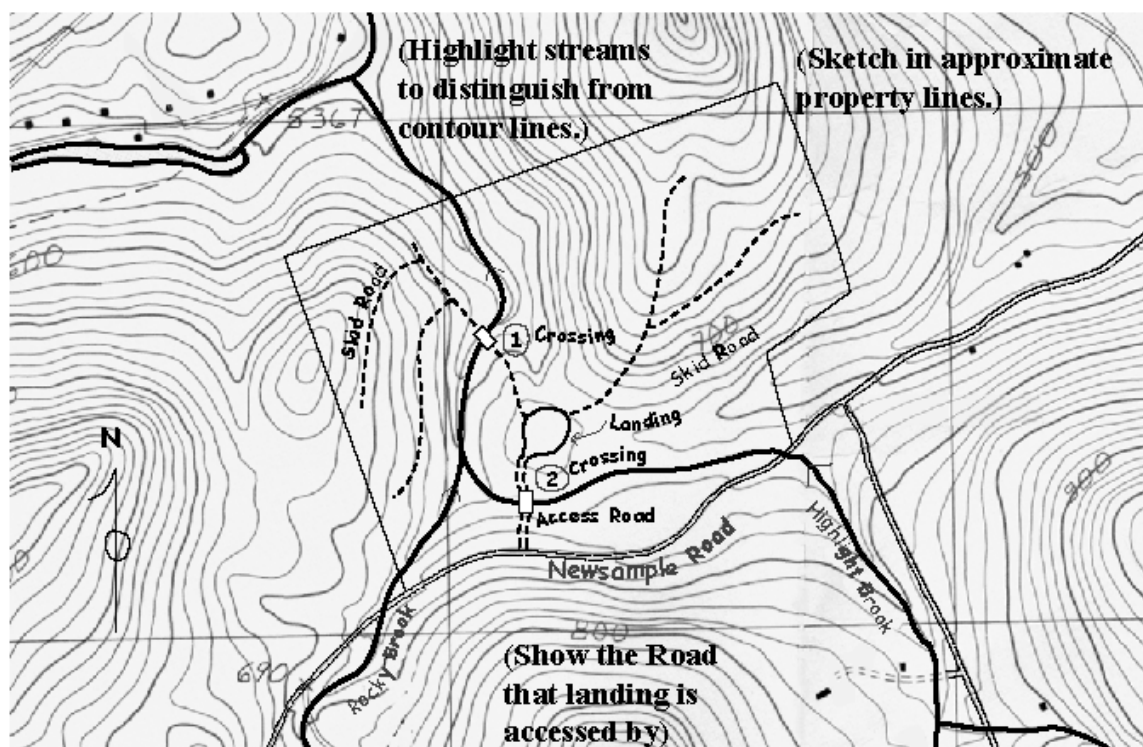 (Highlight streams
to distinguish from
contour lines.)
(Sketch in approximate
property lines.)
500
600
Skid Road
1 Crossing
700
Skid Road
Landing
2 Crossing
Access Road
N
Newsample Road
Highlight Brook
800
Rocky Brook
690
(Show the Road
that landing is
accessed by)